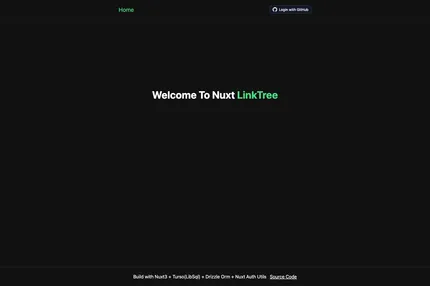 Home
Login with GitHub
Welcome To Nuxt LinkTree
Build with Nuxt3 + Turso(LibSql) + Drizzle Orm + Nuxt Auth Utils Source Code